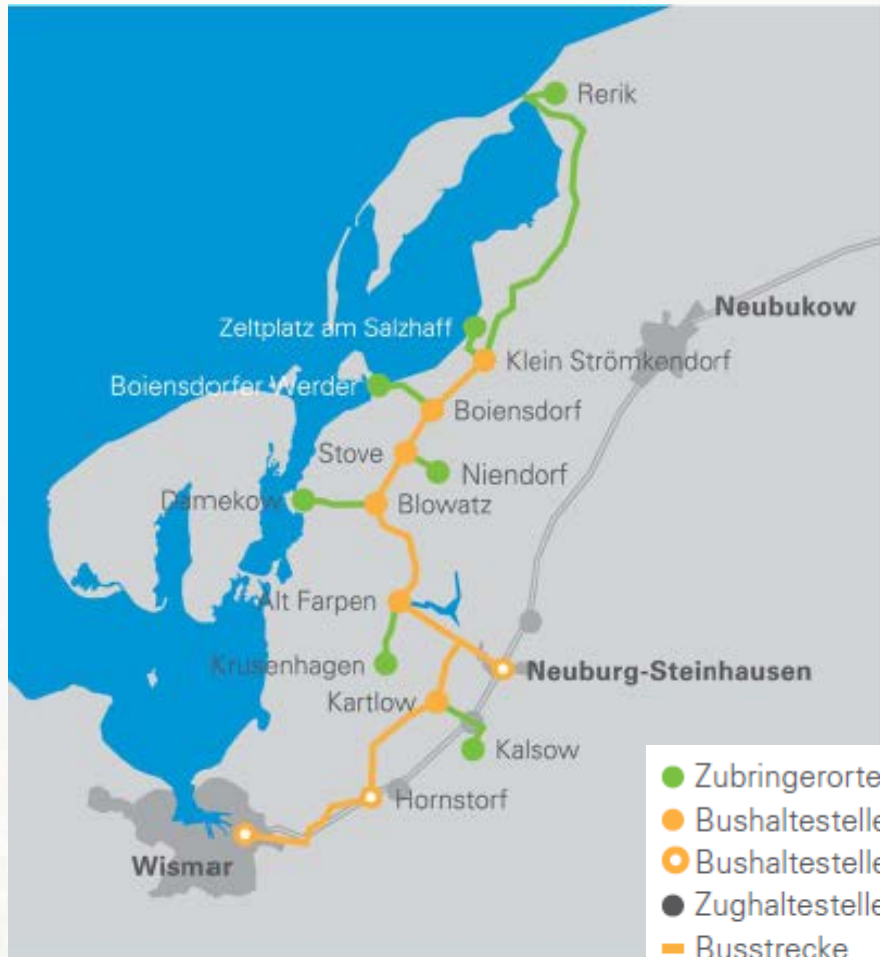 Rerik
Neubukow
Zeltplatz am Salzhaff
Klein Strömkendorf
Boiensdorfer Werder
Boiensdorf
Stove
Niendorf
Damekow
Blowatz
Alt Farpen
Krusenhagen
Neuburg-Steinhausen
Kartlow
Kalsow
Hornstorf
Wismar
Zubringerorte
Bushaltestelle
Bushaltestelle
Zughaltestelle
Busstrecke